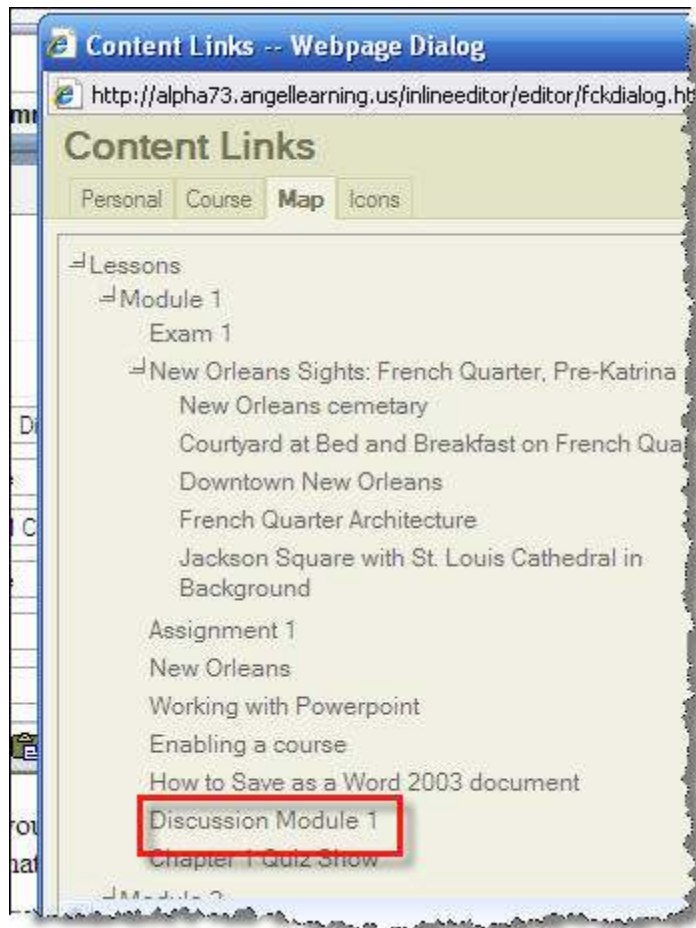 Content Links -- Webpage Dialog
http://alpha73.angellearning.us/inlineeditor/editor/fckdialog.ht
Content Links
Personal Course Map Icons
Lessons
Module 1
Exam 1
New Orleans Sights: French Quarter, Pre-Katrina
New Orleans cemetary
Courtyard at Bed and Breakfast on French Qua
Downtown New Orleans
French Quarter Architecture
Jackson Square with St. Louis Cathedral in
Background
Assignment 1
New Orleans
Working with Powerpoint
Enabling a course
How to Save as a Word 2003 document
Discussion Module 1
Chapter 1 Quiz Show